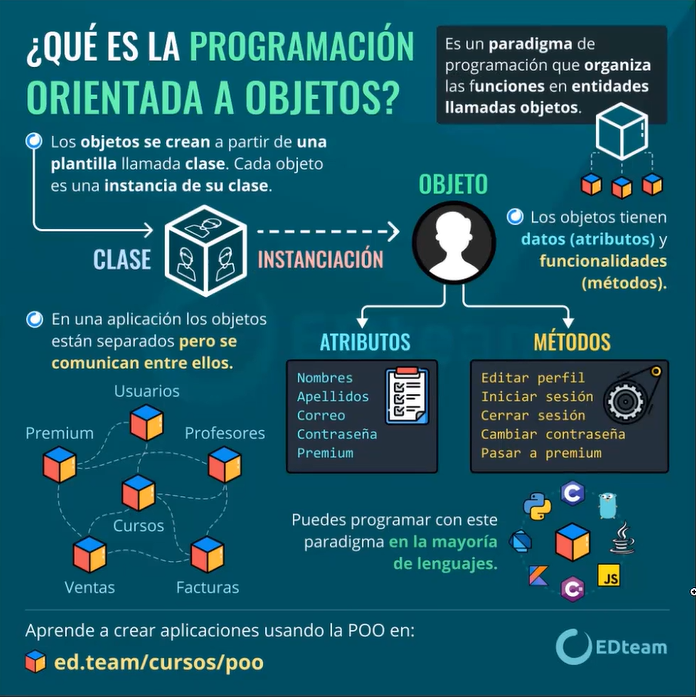 ¿QUÉ ES LA PROGRAMACIÓN
ORIENTADA A OBJETOS?
Es un paradigma de
programación que organiza
las funciones en entidades
llamadas objetos.
Los objetos se crean a partir de una
plantilla llamada clase. Cada objeto
es una instancia de su clase.
OBJETO
CLASE
INSTANCIACIÓN
Los objetos tienen
datos (atributos) y
funcionalidades
(métodos).
En una aplicación los objetos
están separados pero se
comunican entre ellos.
ATRIBUTOS
Nombres
Apellidos
Correo
Contraseña
Premium
MÉTODOS
Editar perfil
Iniciar sesión
Cerrar sesión
Cambiar contraseña
Pasar a premium
Usuarios
Premium
Profesores
Cursos
Ventas
Facturas
Puedes programar con este
paradigma en la mayoría
de lenguajes.
C
C#
JS
Aprende a crear aplicaciones usando la POO en:
ed.team/cursos/poo
EDteam
EDteam